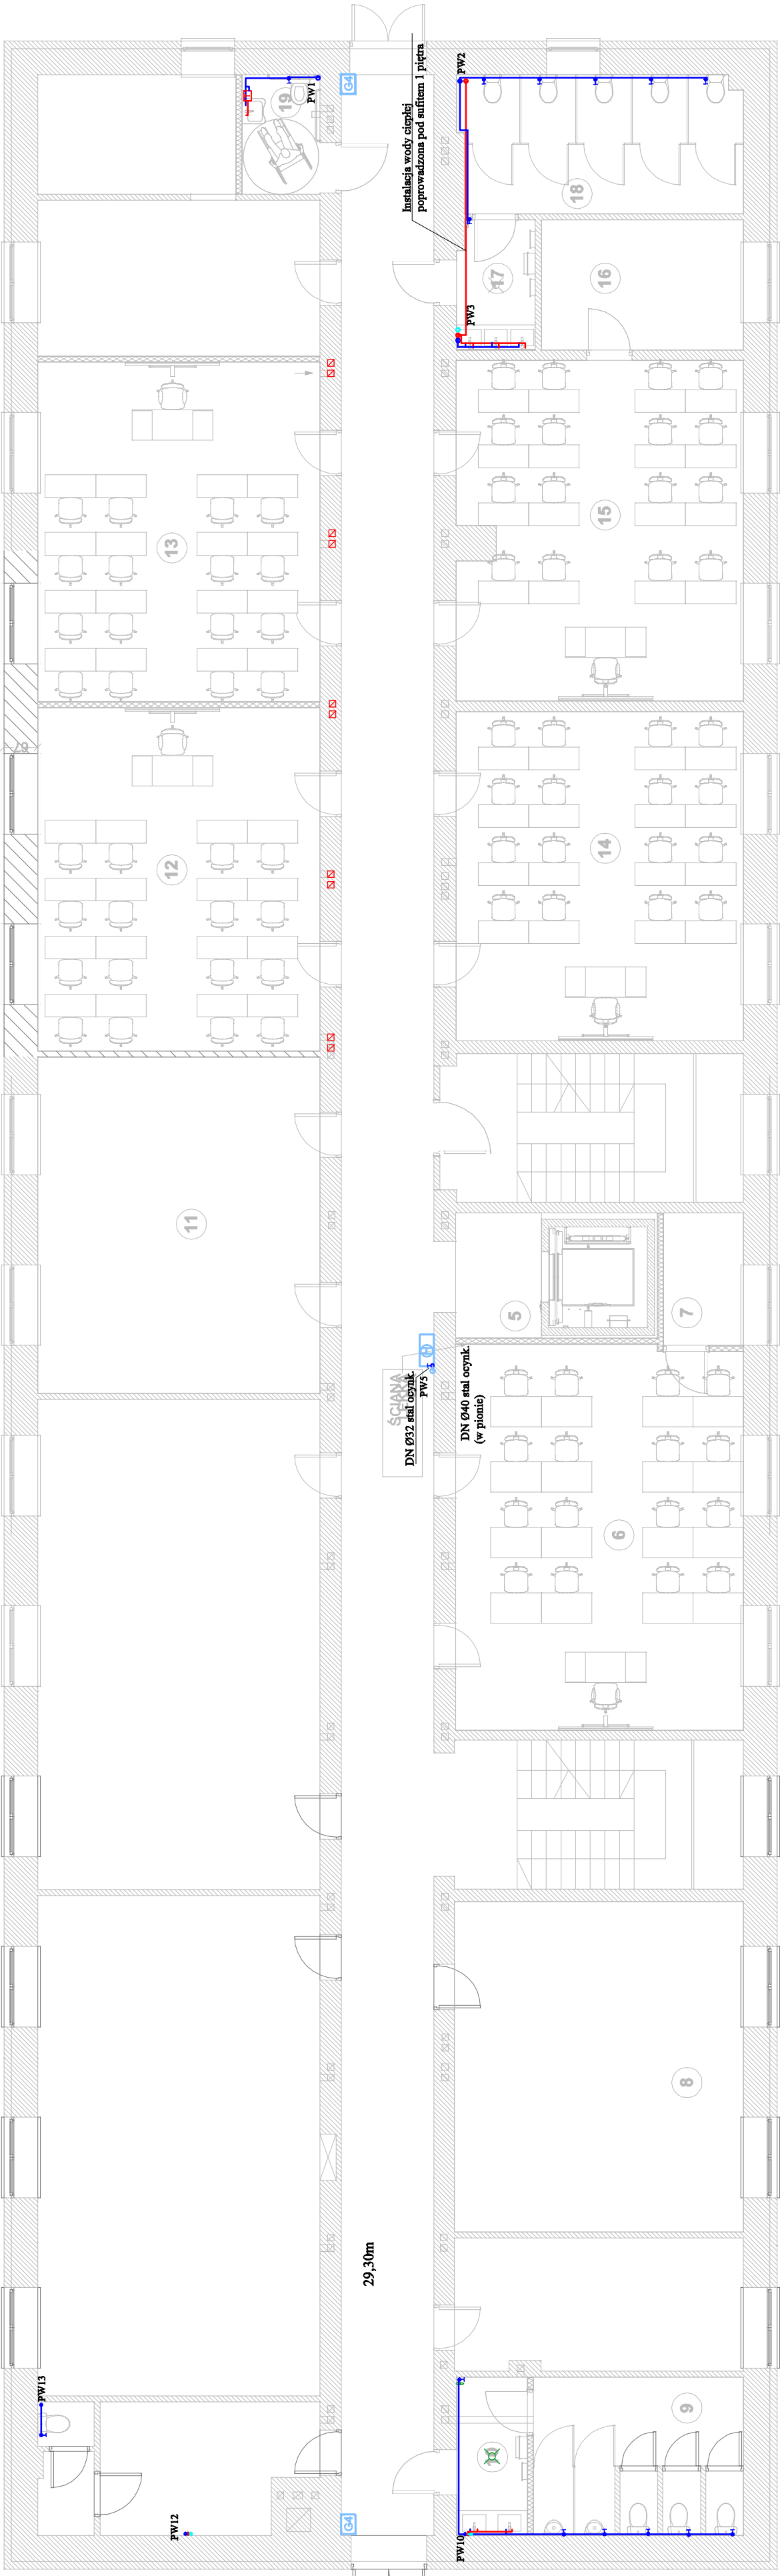 G4
PW1
19
PW2
Instalacja wody ciepłej
poprowadzona pod sufitem 1 piętra
18
17
16
PW3
13
15
12
14
11
5
7
H
ŚCIANA
DN Ø32 stal ocynk.
PW5
DN Ø40 stal ocynk.
(w pionie)
6
8
29,30m
PW13
9
PW12
G4
PW10